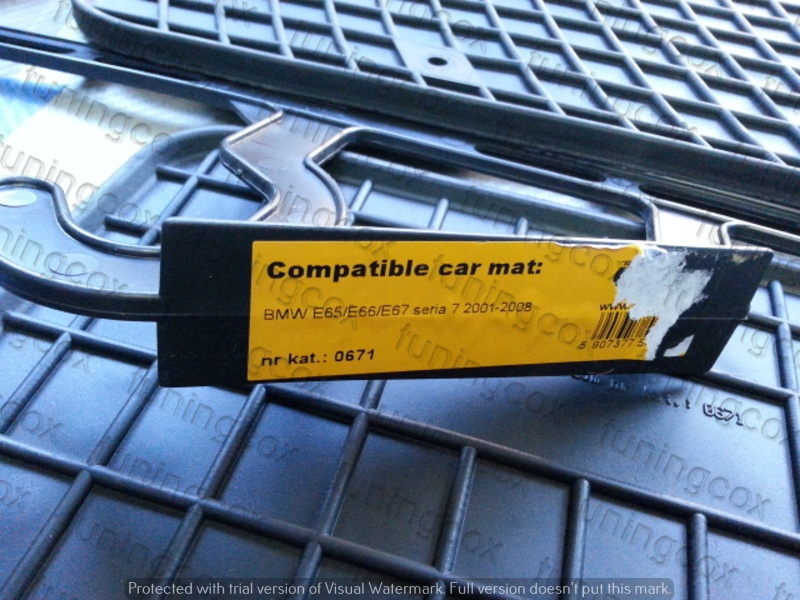 Compatible car mat:
BMW E65/E66/E67 seria 7 2001-2008
www.
nr kat.: 0671
5 907377 5
0671
tuningcox
Protected with trial version of Visual Watermark. Full version doesn't put this mark.